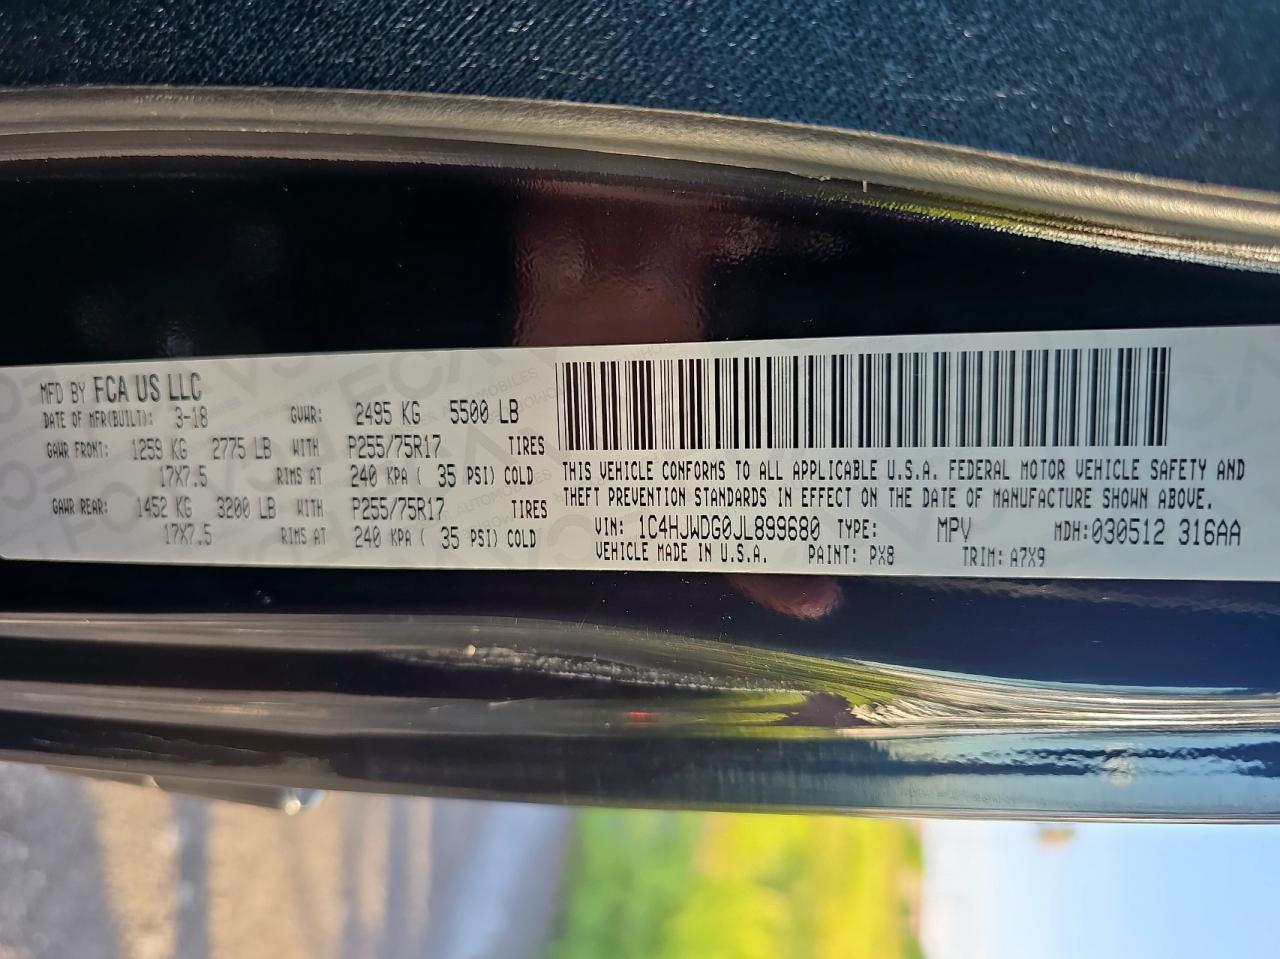 MFD BY FCA US LLC
DATE OF MFR(BUILT): 3-18 GVWR: 2495 KG 5500 LB
GAWR FRONT: 1259 KG 2775 LB WITH P255/75R17 TIRES
17X7.5 RIMS AT 240 KPA ( 35 PSI) COLD
GAWR REAR: 1452 KG 3200 LB WITH P255/75R17 TIRES
17X7.5 RIMS AT 240 KPA ( 35 PSI) COLD
THIS VEHICLE CONFORMS TO ALL APPLICABLE U.S.A. FEDERAL MOTOR VEHICLE SAFETY AND
THEFT PREVENTION STANDARDS IN EFFECT ON THE DATE OF MANUFACTURE SHOWN ABOVE.
VIN: 1C4HJWDG0JL899680 TYPE: MPV MDH:030512 316AA
VEHICLE MADE IN U.S.A. PAINT: PX8 TRIM: A7X9